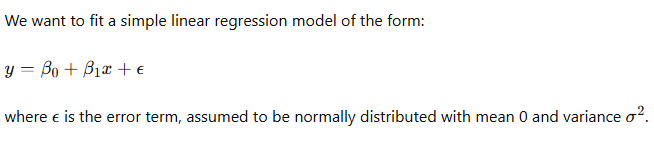 We want to fit a simple linear regression model of the form:
y = β₀ + β₁x + ϵ
where ϵ is the error term, assumed to be normally distributed with mean 0 and variance σ².